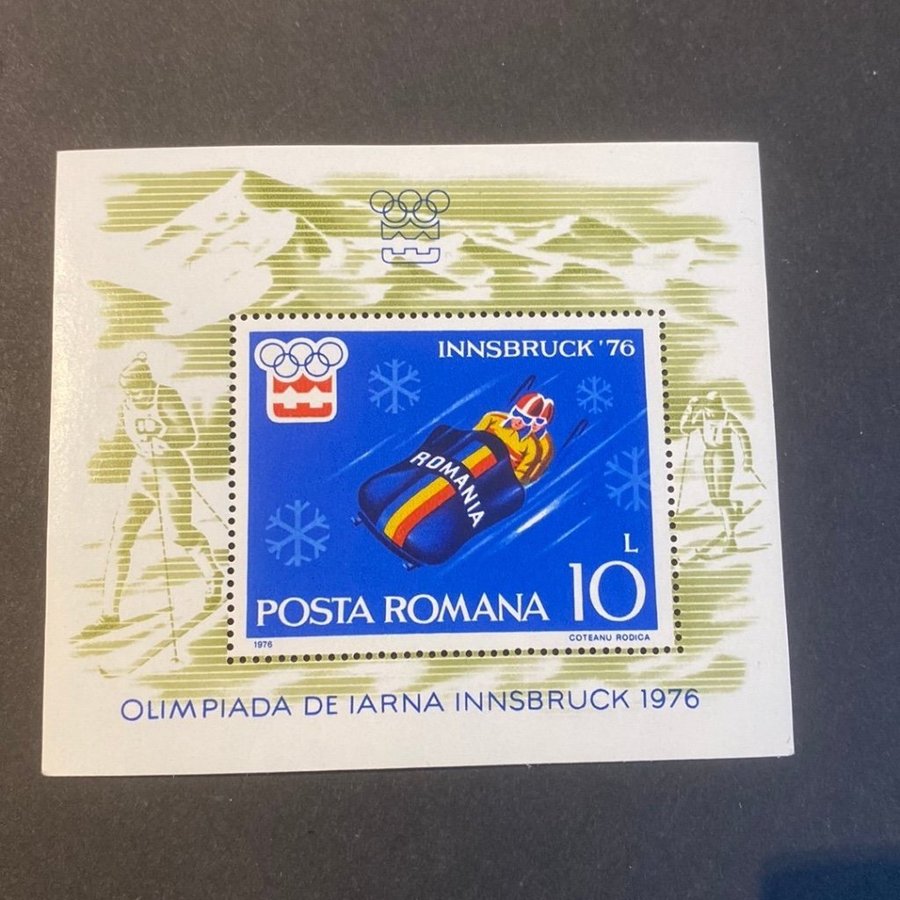 INNSBRUCK '76
ROMANIA
L
10
POSTA ROMANA
1976
COTEANU RODICA
OLIMPIADA DE IARNA INNSBRUCK 1976